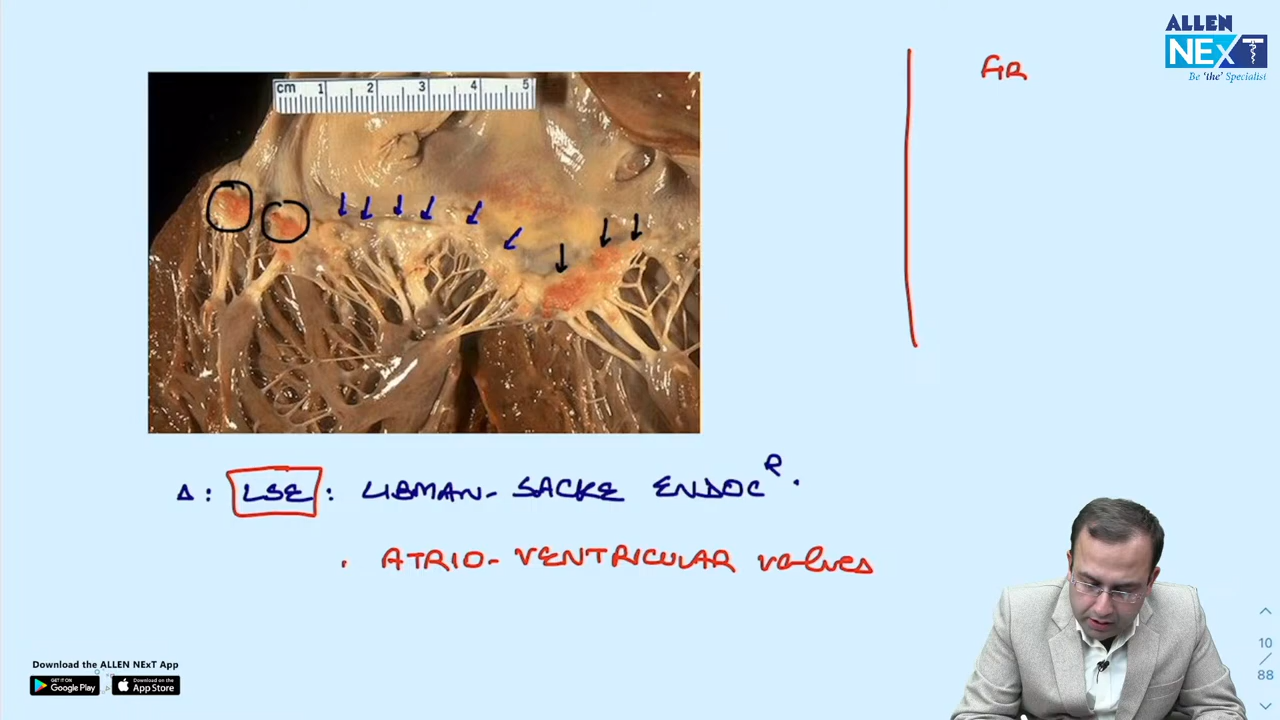 ALLEN
NEXT
Be 'the' Specialist
cm 1 2 3 4 5
Δ: LSE: LIBMAN-SACKE ENDOC R.
. ATRIO-VENTRICULAR valves
Download the ALLEN NExT App
GET IT ON Google Play
Download on the App Store
10
/
88